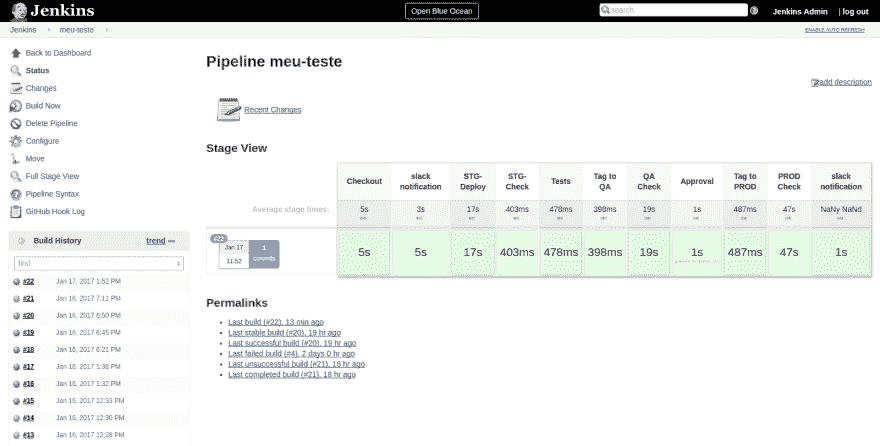 Jenkins
Open Blue Ocean
search
Jenkins Admin | log out
Jenkins › meu-teste ›
ENABLE AUTO REFRESH
Back to Dashboard
Status
Changes
Build Now
Delete Pipeline
Configure
Move
Full Stage View
Pipeline Syntax
GitHub Hook Log
Build History trend
find x
#22 Jan 17, 2017 1:52 PM
#21 Jan 16, 2017 7:11 PM
#20 Jan 16, 2017 6:50 PM
#19 Jan 16, 2017 6:45 PM
#18 Jan 16, 2017 6:21 PM
#17 Jan 16, 2017 1:36 PM
#16 Jan 16, 2017 1:32 PM
#15 Jan 16, 2017 12:33 PM
#14 Jan 16, 2017 12:30 PM
#13 Jan 16, 2017 12:28 PM
Pipeline meu-teste
add description
Recent Changes
Stage View
Checkout
slack
notification
STG-
Deploy
STG-
Check
Tests
Tag to
QA
QA
Check
Approval
Tag to
PROD
PROD
Check
slack
notification
Average stage times:
5s 3s 17s 403ms 478ms 398ms 19s 1s 487ms 47s NaNy NaNd
#22
Jan 17
11:52
1
commits
5s 5s 17s 403ms 478ms 398ms 19s 1s 487ms 47s 1s
Permalinks
Last build (#22), 13 min ago
Last stable build (#20), 19 hr ago
Last successful build (#20), 19 hr ago
Last failed build (#4), 2 days 0 hr ago
Last unsuccessful build (#21), 18 hr ago
Last completed build (#21), 18 hr ago